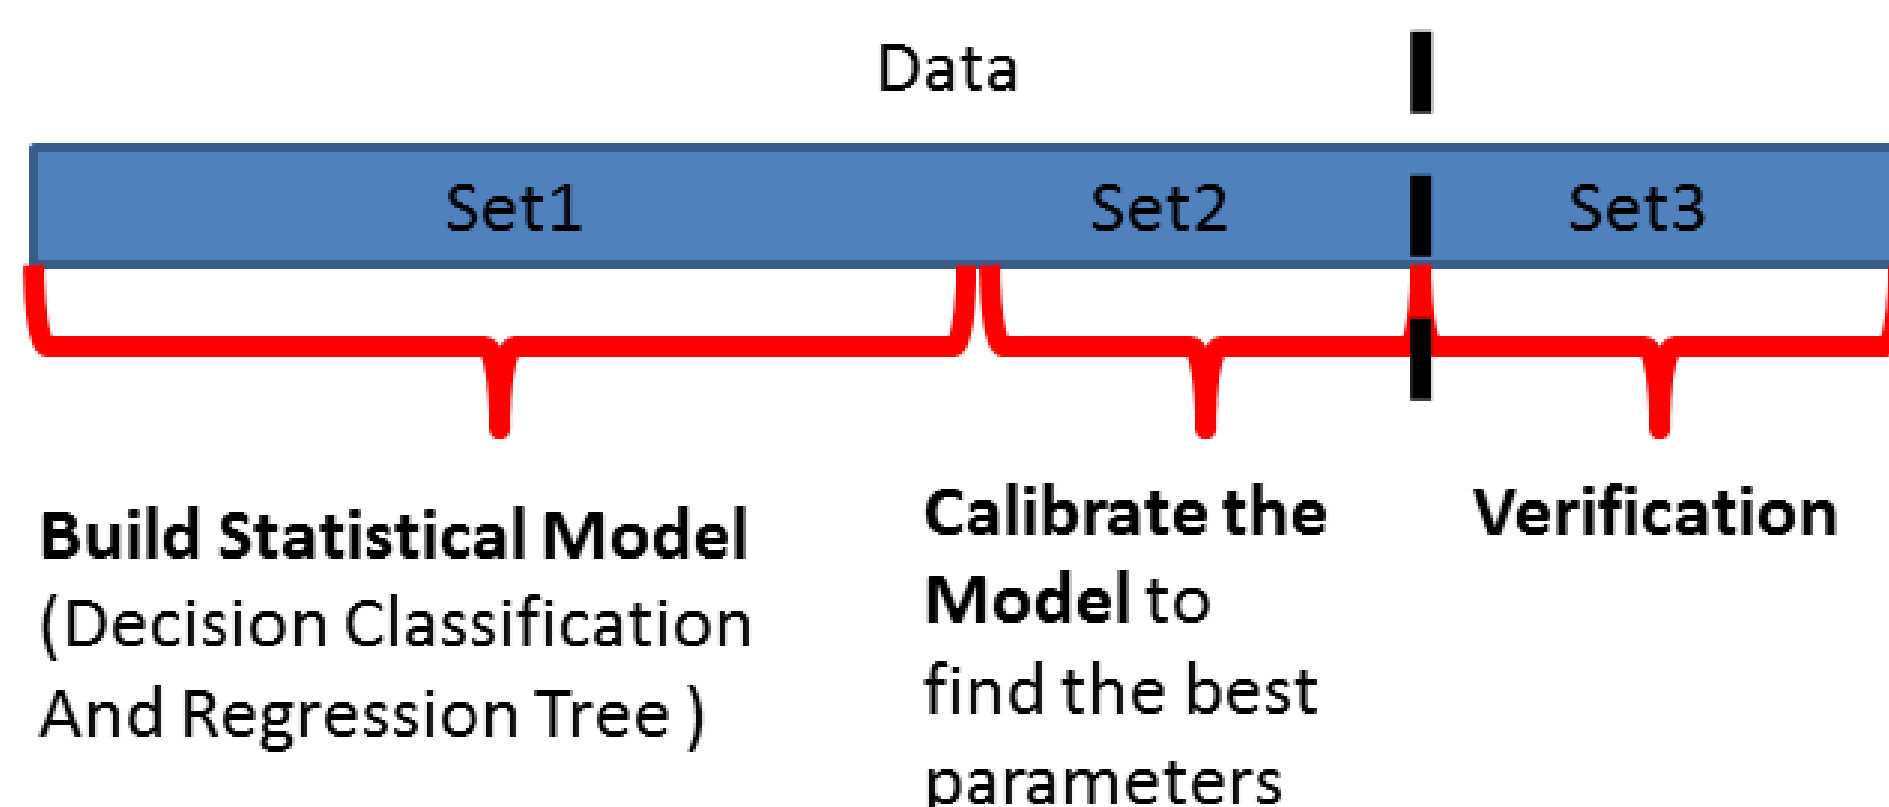 Data
Set1 Set2 Set3
Build Statistical Model
(Decision Classification
And Regression Tree )
Calibrate the
Model to
find the best
parameters
Verification